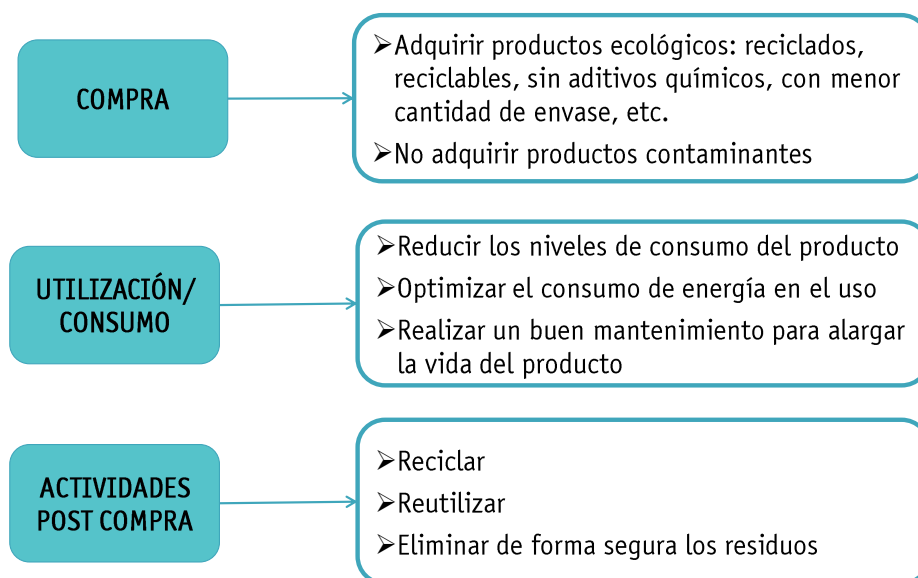 COMPRA
➢Adquirir productos ecológicos: reciclados,
reciclables, sin aditivos químicos, con menor
cantidad de envase, etc.
➢No adquirir productos contaminantes
UTILIZACIÓN/
CONSUMO
➢Reducir los niveles de consumo del producto
➢Optimizar el consumo de energía en el uso
➢Realizar un buen mantenimiento para alargar
la vida del producto
ACTIVIDADES
POST COMPRA
➢Reciclar
➢Reutilizar
➢Eliminar de forma segura los residuos